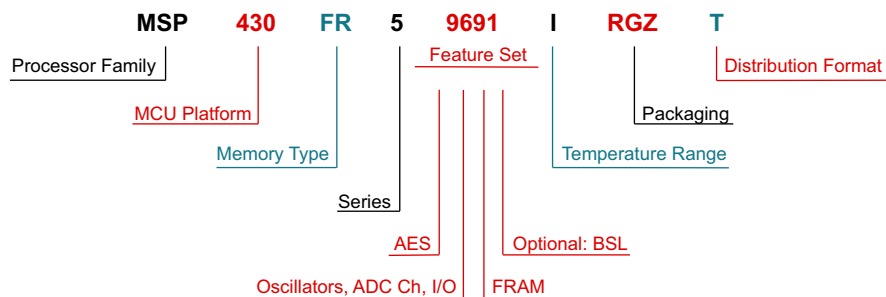 MSP 430 FR 5 9691 I RGZ T
Processor Family
Feature Set
Distribution Format
MCU Platform
Packaging
Memory Type
Temperature Range
Series
AES
Optional: BSL
Oscillators, ADC Ch, I/O
FRAM